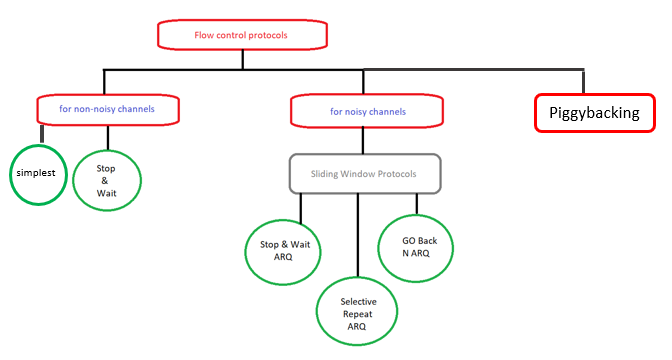 Flow control protocols
for non-noisy channels
for noisy channels
Piggybacking
simplest
Stop
&
Wait
Sliding Window Protocols
Stop & Wait
ARQ
GO Back
N ARQ
Selective
Repeat
ARQ